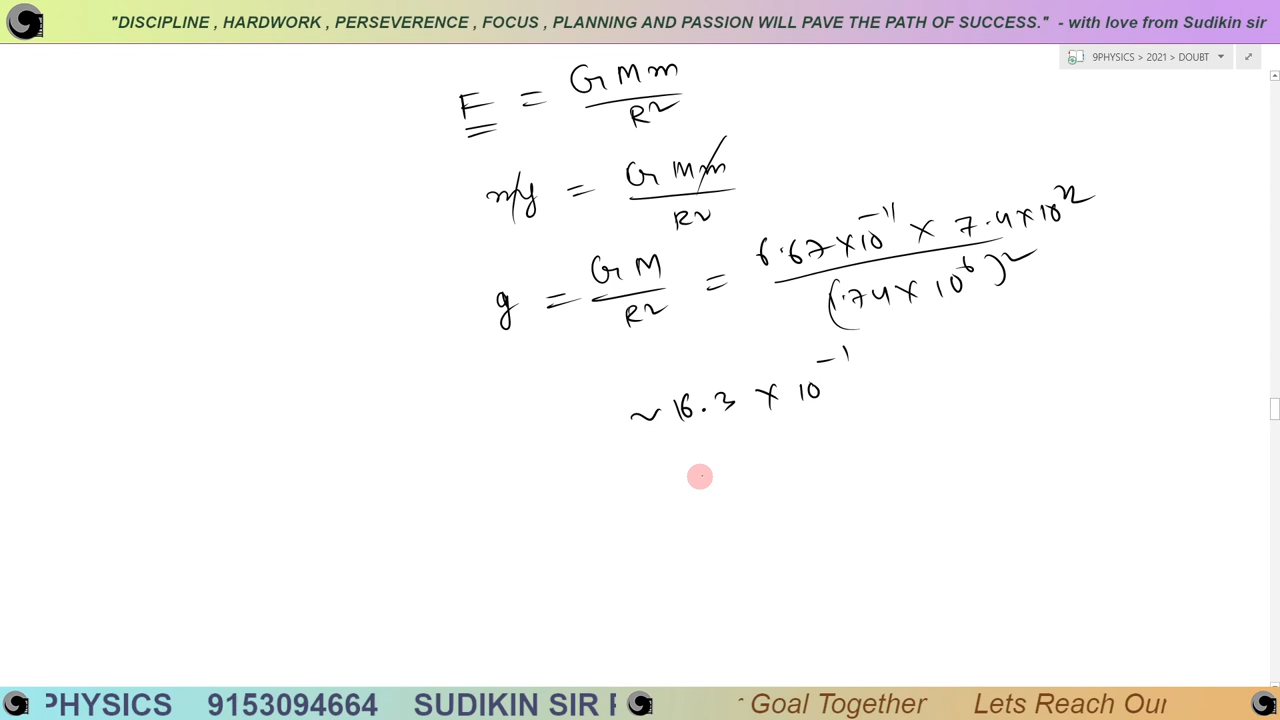 "DISCIPLINE , HARDWORK , PERSEVERENCE , FOCUS , PLANNING AND PASSION WILL PAVE THE PATH OF SUCCESS." - with love from Sudikin sir
9PHYSICS > 2021 > DOUBT
F = GMm / R²
mg = GMm / R²
g = GM / R² = 6.67×10⁻¹¹ × 7.4×10²² / (1.74×10⁶)²
~ 16.3 × 10⁻¹
PHYSICS 9153094664 SUDIKIN SIR Goal Together Lets Reach Our